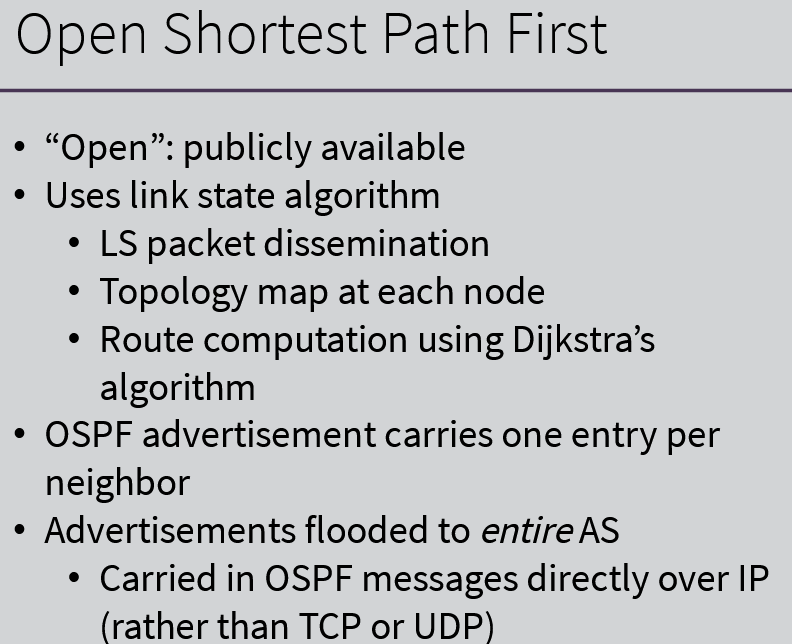 Open Shortest Path First
• “Open”: publicly available
• Uses link state algorithm
• LS packet dissemination
• Topology map at each node
• Route computation using Dijkstra’s
algorithm
• OSPF advertisement carries one entry per
neighbor
• Advertisements flooded to entire AS
• Carried in OSPF messages directly over IP
(rather than TCP or UDP)